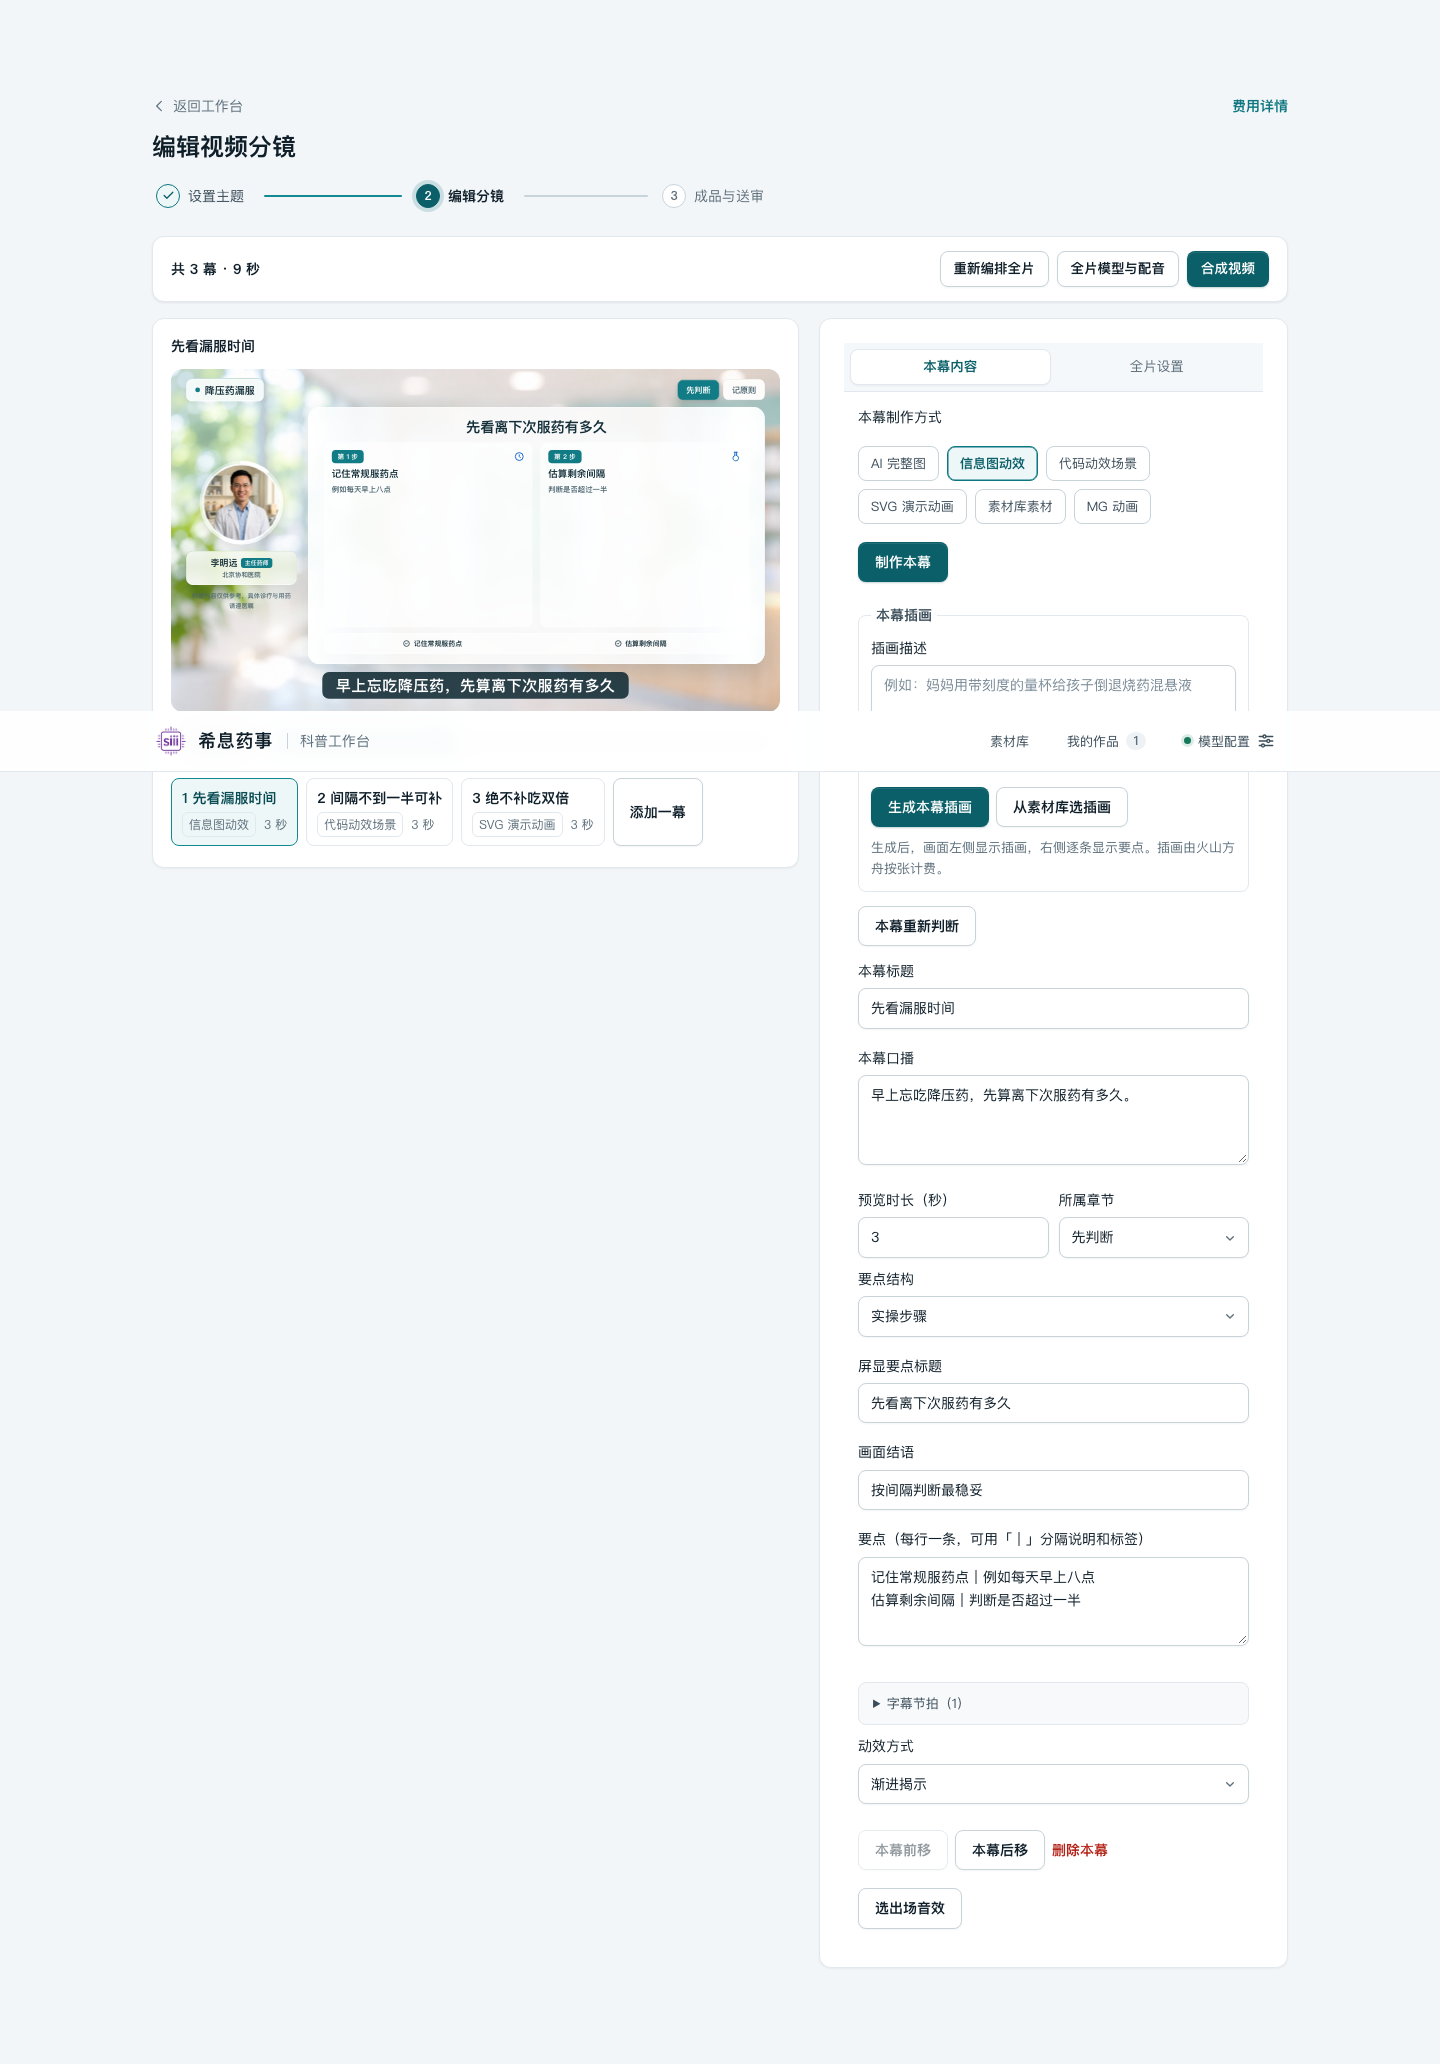 返回工作台
费用详情
编辑视频分镜
设置主题
2 编辑分镜
3 成品与送审
共 3 幕 · 9 秒
重新编排全片
全片模型与配音
合成视频
先看漏服时间
降压药漏服
先判断
记原则
先看离下次服药有多久
第 1 步
记住常规服药点
例如每天早上八点
第 2 步
估算剩余间隔
判断是否超过一半
李明远 主任药师
北京协和医院
仅供参考，具体诊疗与用药
请遵医嘱
记住常规服药点
估算剩余间隔
早上忘吃降压药，先算离下次服药有多久
本幕内容
全片设置
本幕制作方式
AI 完整图
信息图动效
代码动效场景
SVG 演示动画
素材库素材
MG 动画
制作本幕
本幕插画
插画描述
例如：妈妈用带刻度的量杯给孩子倒退烧药混悬液
siii 希息药事
科普工作台
素材库
我的作品 1
模型配置
1 先看漏服时间
信息图动效 3 秒
2 间隔不到一半可补
代码动效场景 3 秒
3 绝不补吃双倍
SVG 演示动画 3 秒
添加一幕
生成本幕插画
从素材库选插画
生成后，画面左侧显示插画，右侧逐条显示要点。插画由火山方
舟按张计费。
本幕重新判断
本幕标题
先看漏服时间
本幕口播
早上忘吃降压药，先算离下次服药有多久。
预览时长（秒）
所属章节
3
先判断
要点结构
实操步骤
屏显要点标题
先看离下次服药有多久
画面结语
按间隔判断最稳妥
要点（每行一条，可用「｜」分隔说明和标签）
记住常规服药点｜例如每天早上八点
估算剩余间隔｜判断是否超过一半
字幕节拍（1）
动效方式
渐进揭示
本幕前移
本幕后移
删除本幕
选出场音效